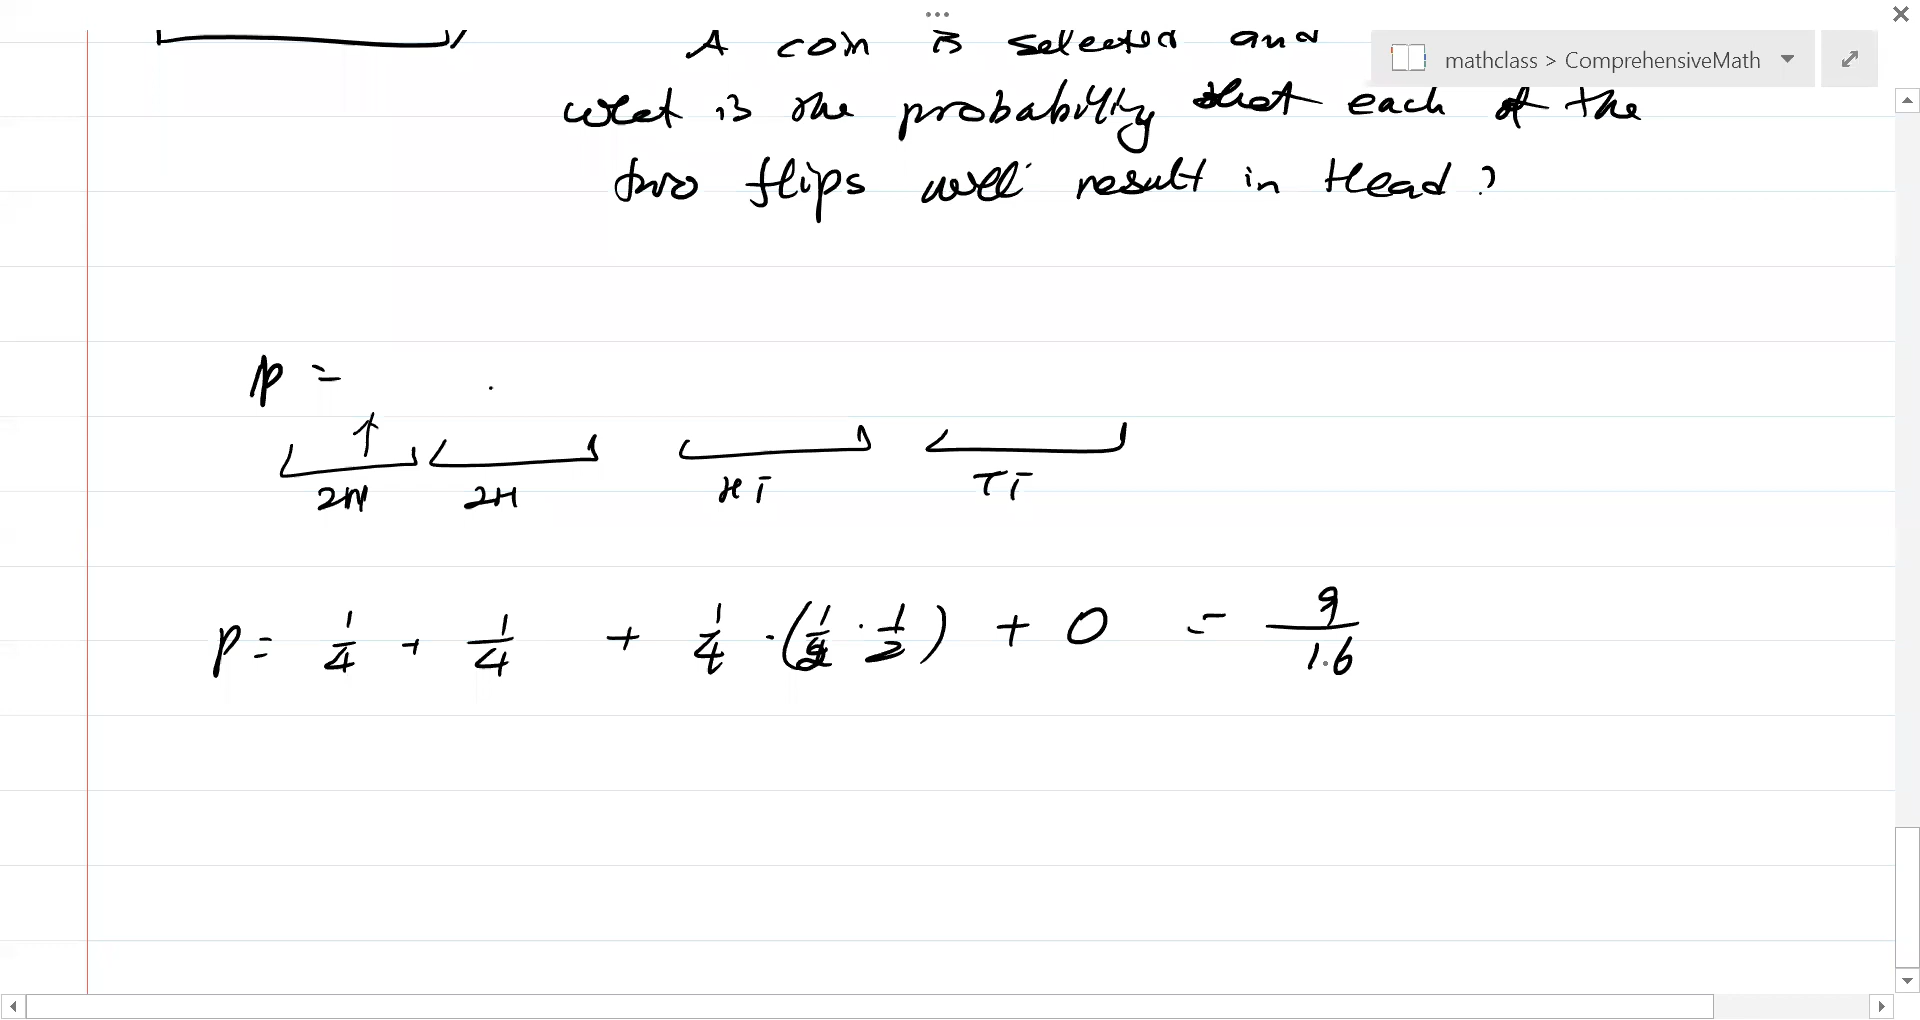 A coin is selected and
mathclass > ComprehensiveMath
what is the probability that each of the
two flips will result in Head ?
p =
2H 2H HT TT
p = 1/4 + 1/4 + 1/4 · (1/2 · 1/2) + 0 = 9/16